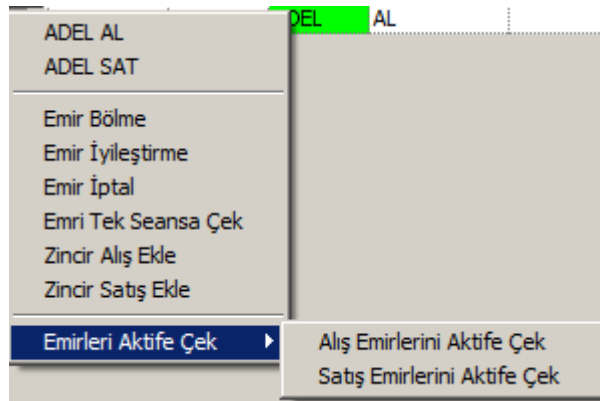 ADEL AL
ADEL SAT
DEL AL
Emir Bölme
Emir İyileştirme
Emir İptal
Emri Tek Seansa Çek
Zincir Alış Ekle
Zincir Satış Ekle
Emirleri Aktife Çek
Alış Emirlerini Aktife Çek
Satış Emirlerini Aktife Çek